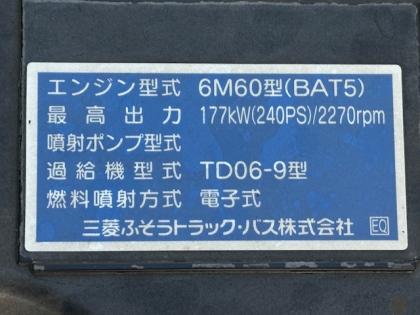 エンジン型式 6M60型(BAT5)
最高出力 177kW(240PS)/2270rpm
噴射ポンプ型式
過給機型式 TD06-9型
燃料噴射方式 電子式
三菱ふそうトラック・バス株式会社 EQ